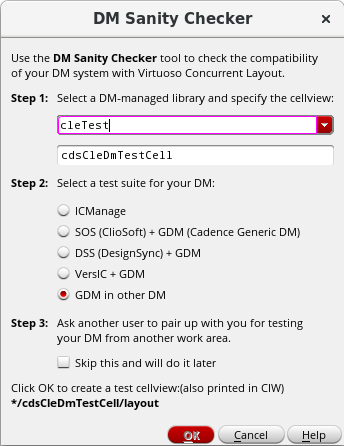 DM Sanity Checker
Use the DM Sanity Checker tool to check the compatibility
of your DM system with Virtuoso Concurrent Layout.
Step 1: Select a DM-managed library and specify the cellview:
cleTest
cdsCleDmTestCell
Step 2: Select a test suite for your DM:
ICManage
SOS (ClioSoft) + GDM (Cadence Generic DM)
DSS (DesignSync) + GDM
VersIC + GDM
GDM in other DM
Step 3: Ask another user to pair up with you for testing
your DM from another work area.
Skip this and will do it later
Click OK to create a test cellview:(also printed in CIW)
*/cdsCleDmTestCell/layout
OK Cancel Help